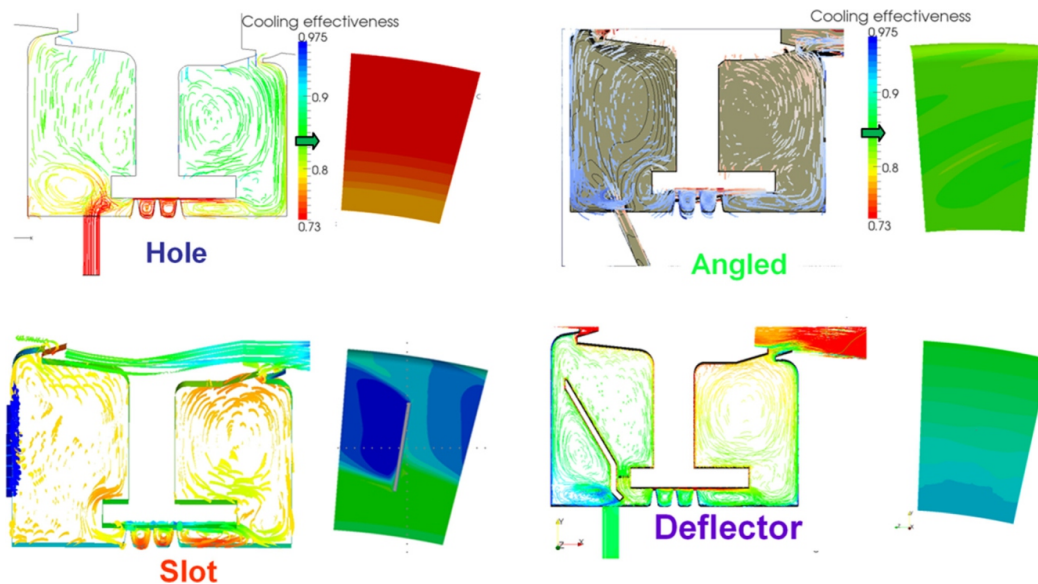 Cooling effectiveness
0.975
0.9
0.8
0.73
Hole
Cooling effectiveness
0.975
0.9
0.8
0.73
Angled
Slot
Y
Z X
Deflector